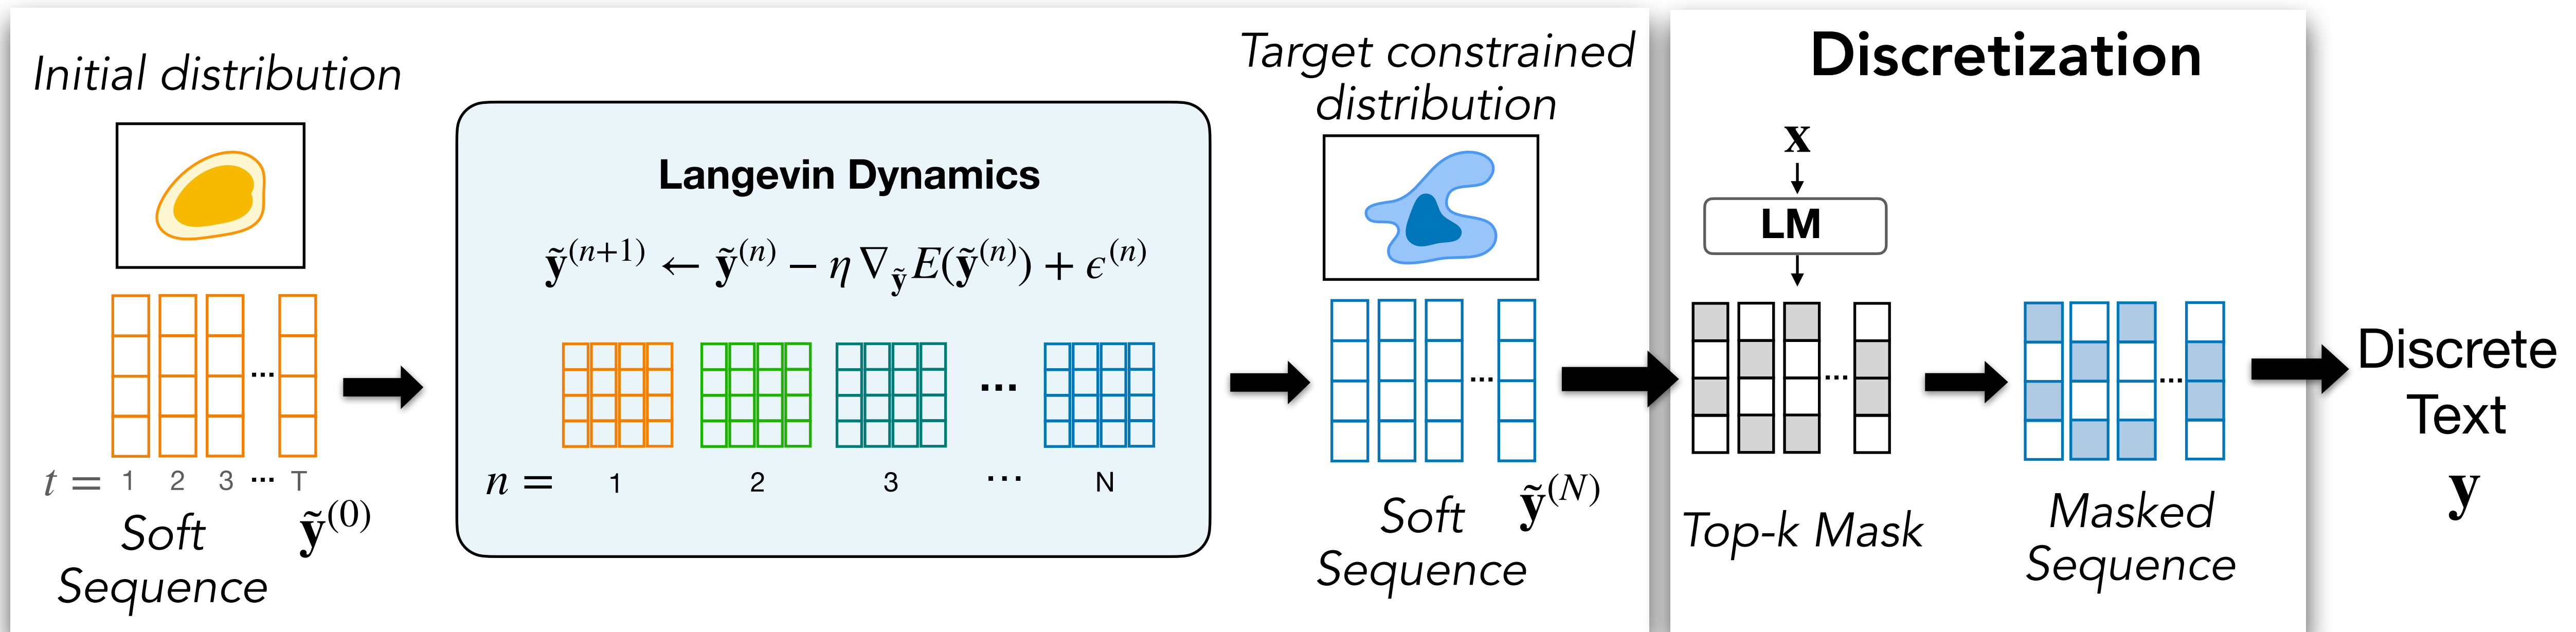 Initial distribution
t = 1 2 3 ... T
Soft
Sequence
ỹ⁽⁰⁾
Langevin Dynamics
ỹ⁽ⁿ⁺¹⁾ ← ỹ⁽ⁿ⁾ − η ∇_ỹ E(ỹ⁽ⁿ⁾) + ϵ⁽ⁿ⁾
...
n = 1 2 3 ... N
Target constrained
distribution
...
Soft
Sequence
ỹ⁽ᴺ⁾
Discretization
x
LM
...
Top-k Mask
...
Masked
Sequence
Discrete
Text
y